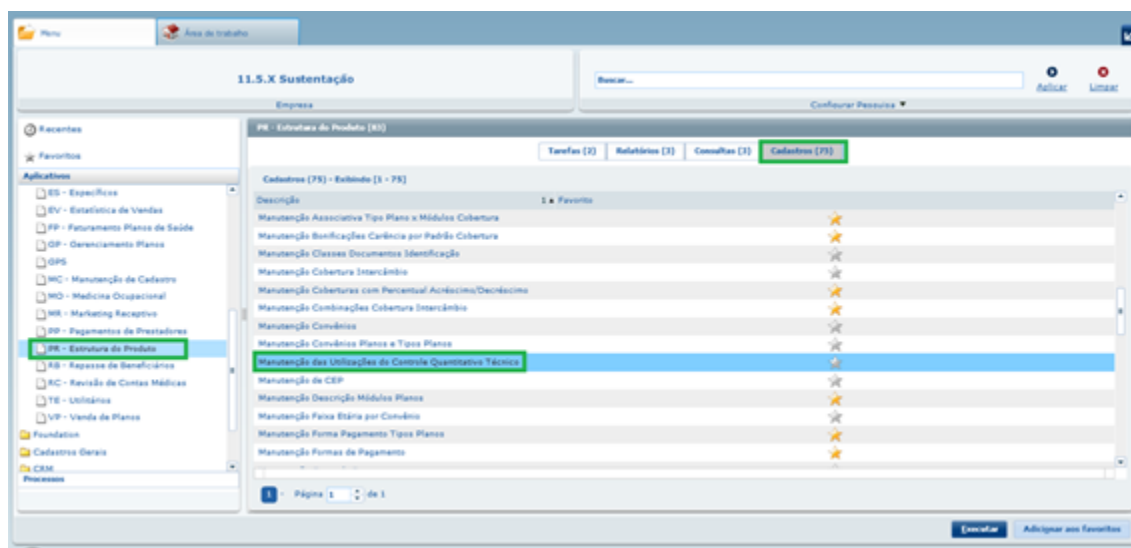 Menu
Área de trabalho
11.5.X Sustentação
Empresa
Buscar...
Aplicar
Limpar
Configurar Pesquisa
Recentes
Favoritos
Aplicativos
ES - Específicos
EV - Estatística de Vendas
FP - Faturamento Planos de Saúde
GP - Gerenciamento Planos
GPS
MC - Manutenção de Cadastro
MO - Medicina Ocupacional
MR - Marketing Receptivo
PP - Pagamentos de Prestadores
PR - Estrutura do Produto
RB - Repasse de Beneficiários
RC - Revisão de Contas Médicas
TE - Utilitários
VP - Venda de Planos
Foundation
Cadastros Gerais
CRM
Processos
PR - Estrutura do Produto [83]
Tarefas (2)
Relatórios (3)
Consultas (3)
Cadastros (75)
Cadastros (75) - Exibindo [1 - 75]
Descrição 1 Favorito
Manutenção Associativa Tipo Plano x Módulos Cobertura
Manutenção Bonificações Carência por Padrão Cobertura
Manutenção Classes Documentos Identificação
Manutenção Cobertura Intercâmbio
Manutenção Coberturas com Percentual Acréscimo/Decréscimo
Manutenção Combinações Cobertura Intercâmbio
Manutenção Convênios
Manutenção Convênios Planos e Tipos Planos
Manutenção das Utilizações do Controle Quantitativo Técnico
Manutenção de CEP
Manutenção Descrição Módulos Planos
Manutenção Faixa Etária por Convênio
Manutenção Forma Pagamento Tipos Planos
Manutenção Formas de Pagamento
1 - Página 1 de 1
Executar
Adicionar aos favoritos